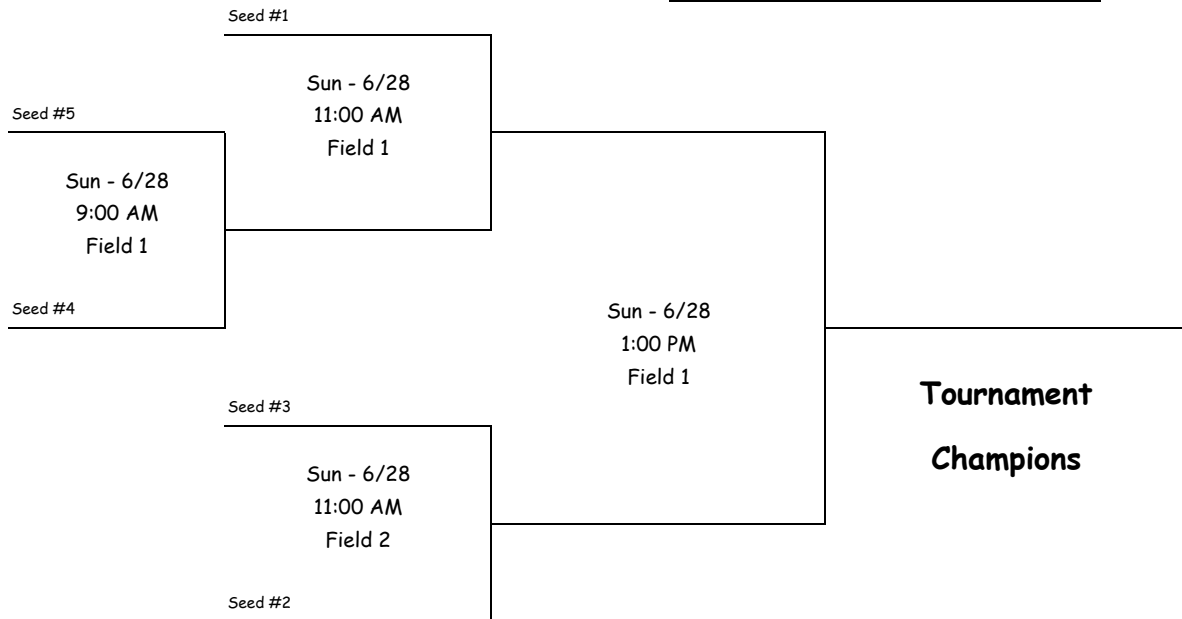 Seed #1
Sun - 6/28
11:00 AM
Field 1
Seed #5
Sun - 6/28
9:00 AM
Field 1
Seed #4
Sun - 6/28
1:00 PM
Field 1
Tournament
Champions
Seed #3
Sun - 6/28
11:00 AM
Field 2
Seed #2